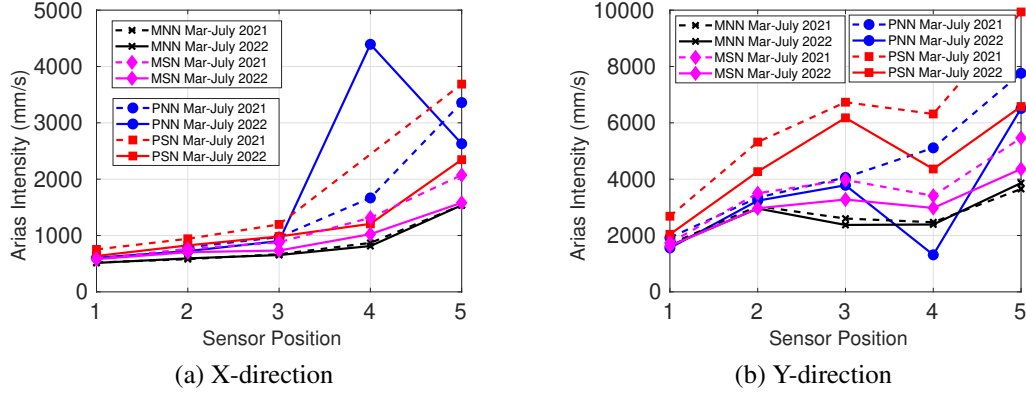 5000
4000
3000
2000
1000
0
Arias Intensity (mm/s)
MNN Mar-July 2021
MNN Mar-July 2022
MSN Mar-July 2021
MSN Mar-July 2022
PNN Mar-July 2021
PNN Mar-July 2022
PSN Mar-July 2021
PSN Mar-July 2022
1 2 3 4 5
Sensor Position
(a) X-direction
10000
8000
6000
4000
2000
0
Arias Intensity (mm/s)
MNN Mar-July 2021
MNN Mar-July 2022
MSN Mar-July 2021
MSN Mar-July 2022
PNN Mar-July 2021
PNN Mar-July 2022
PSN Mar-July 2021
PSN Mar-July 2022
1 2 3 4 5
Sensor Position
(b) Y-direction